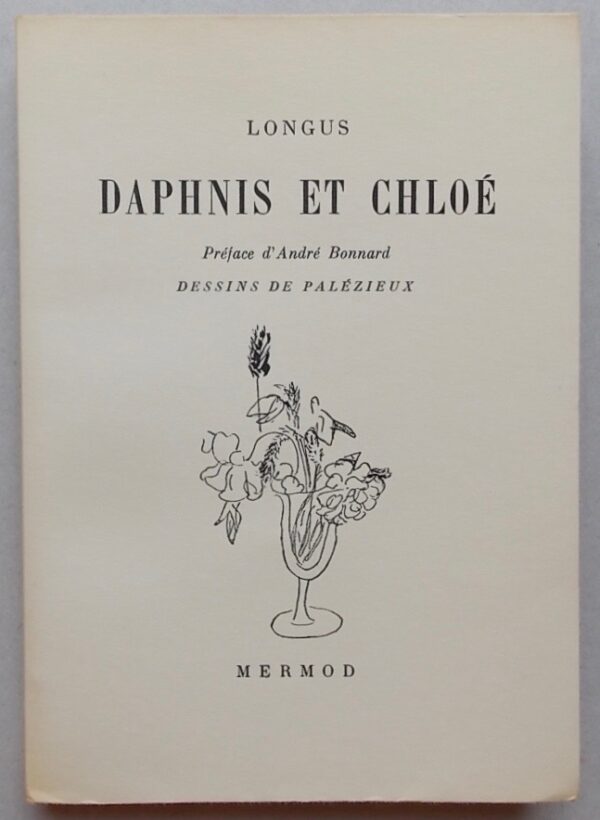 LONGUS
DAPHNIS ET CHLOÉ
Préface d'André Bonnard
DESSINS DE PALÉZIEUX
MERMOD